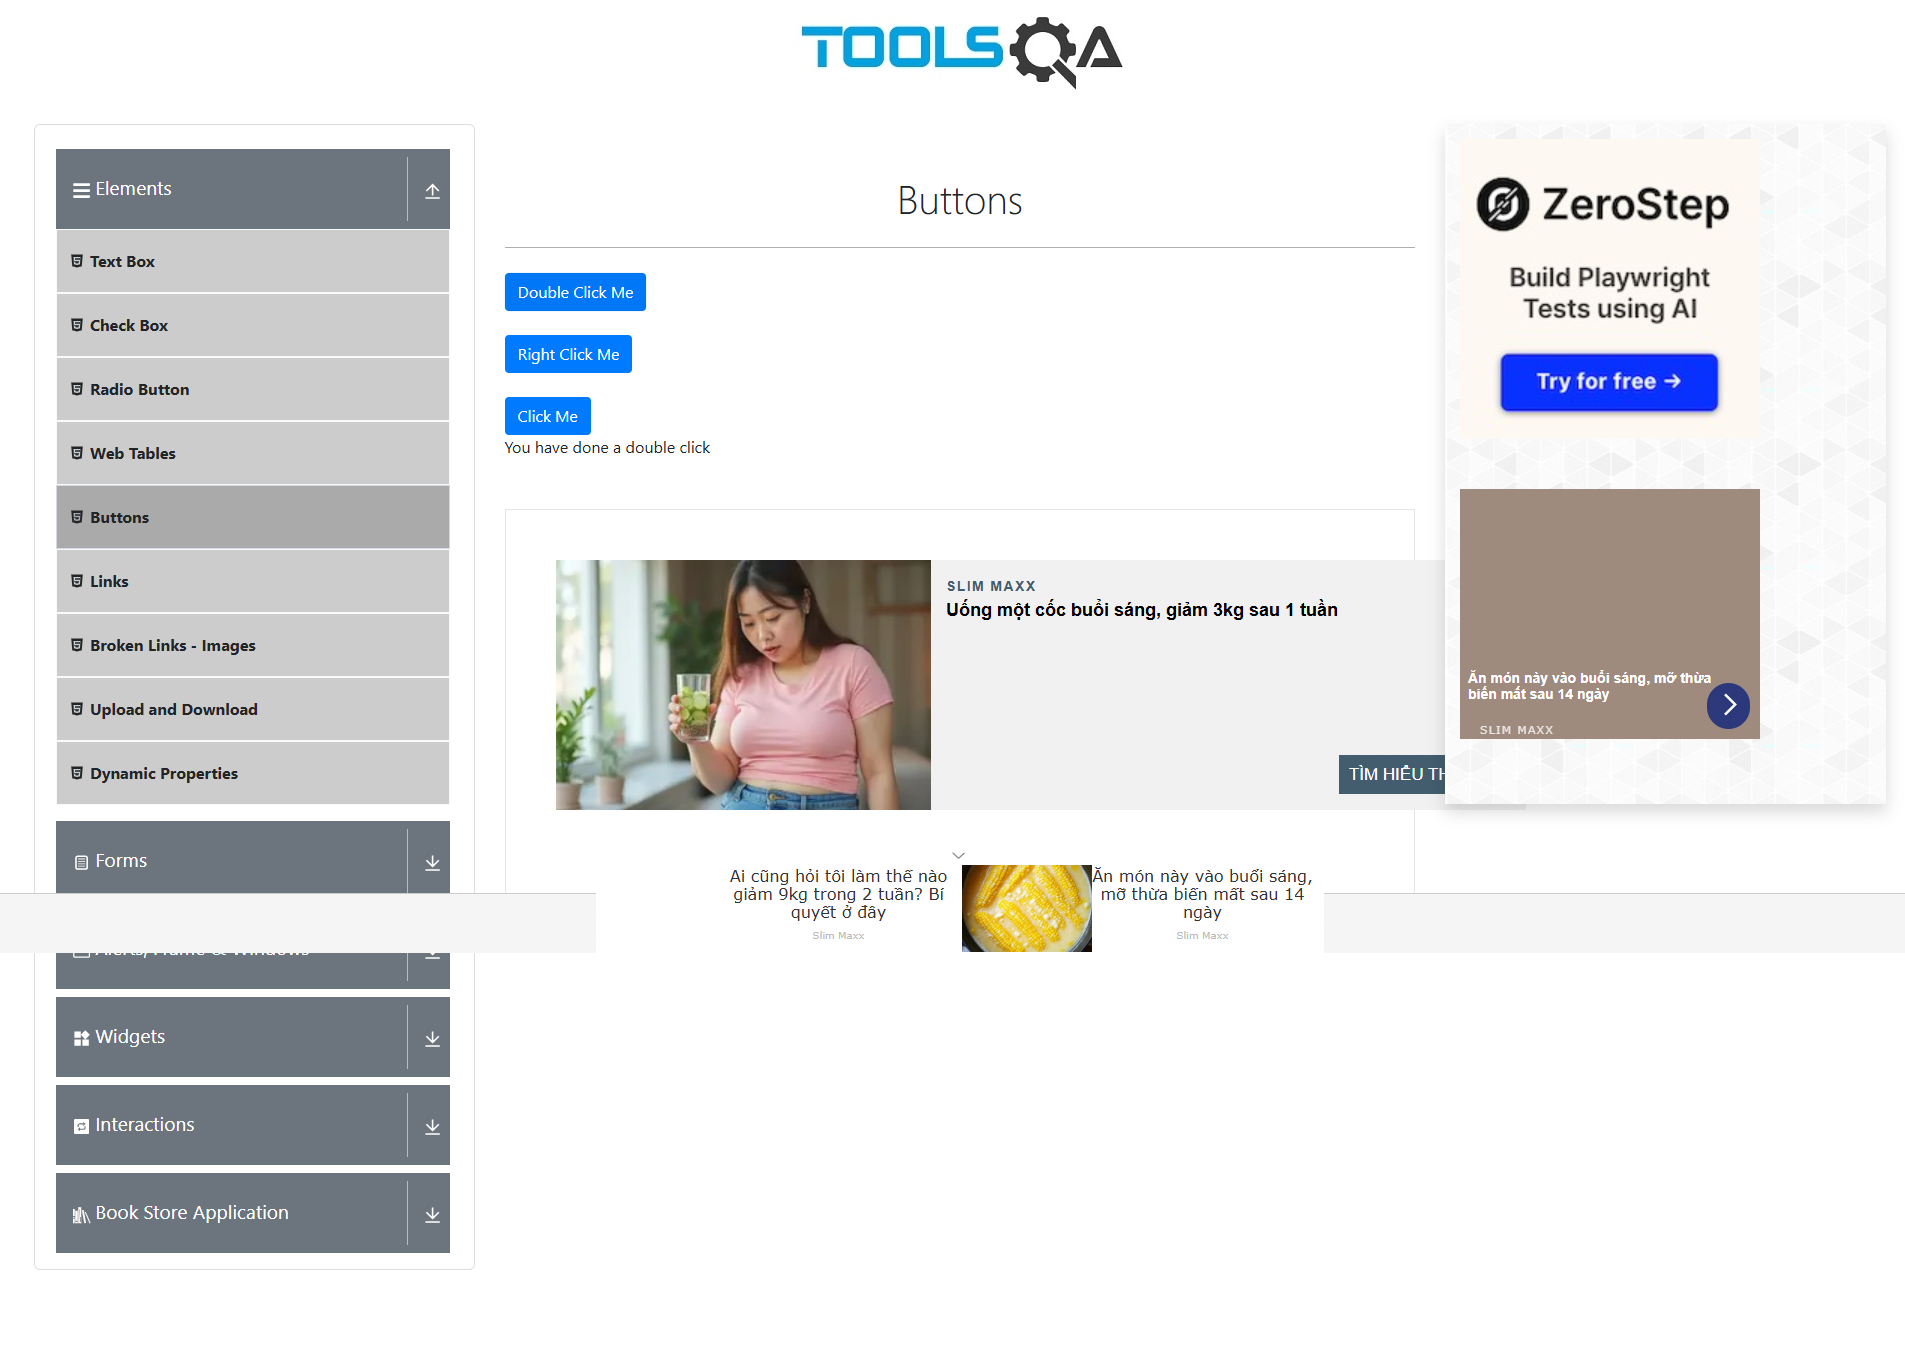 TOOLSQA
Elements
Text Box
Check Box
Radio Button
Web Tables
Buttons
Links
Broken Links - Images
Upload and Download
Dynamic Properties
Forms
Alerts, Frame & Windows
Widgets
Interactions
Book Store Application
Buttons
Double Click Me
Right Click Me
Click Me
You have done a double click
SLIM MAXX
Uống một cốc buổi sáng, giảm 3kg sau 1 tuần
TÌM HIỂU TH
Ai cũng hỏi tôi làm thế nào
giảm 9kg trong 2 tuần? Bí
quyết ở đây
Slim Maxx
Ăn món này vào buổi sáng,
mỡ thừa biến mất sau 14
ngày
Slim Maxx
ZeroStep
Build Playwright
Tests using AI
Try for free →
Ăn món này vào buổi sáng, mỡ thừa
biến mất sau 14 ngày
SLIM MAXX